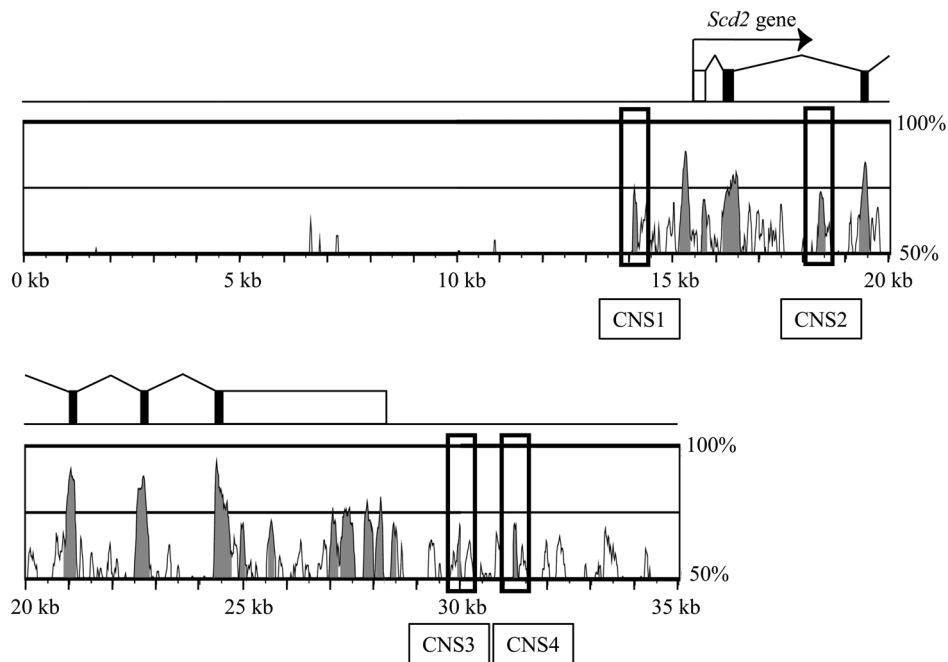 Scd2 gene
100%
50%
0 kb 5 kb 10 kb 15 kb 20 kb
CNS1 CNS2
100%
50%
20 kb 25 kb 30 kb 35 kb
CNS3 CNS4